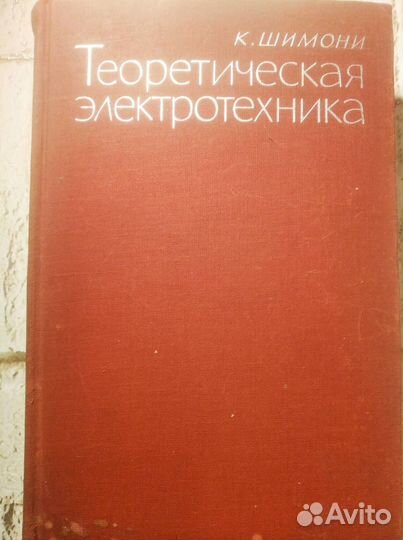 К. ШИМОНИ
Теоретическая
электротехника
Avito